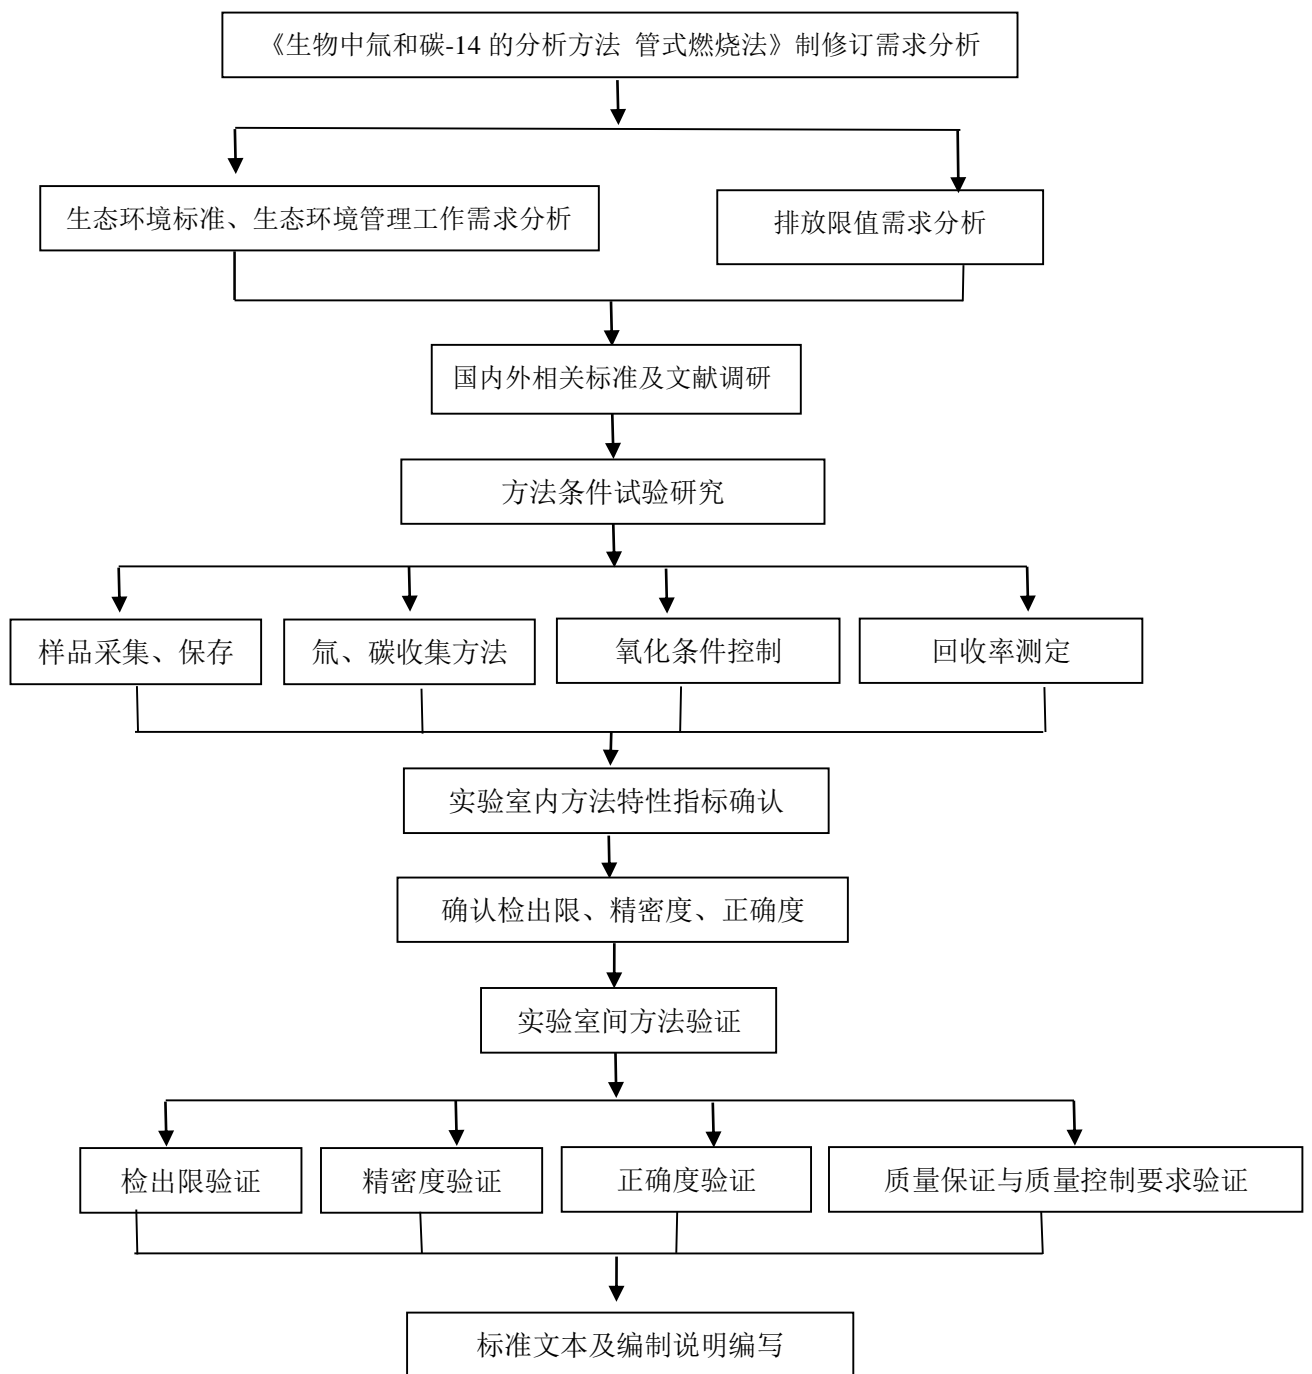 《生物中氚和碳-14 的分析方法 管式燃烧法》制修订需求分析
生态环境标准、生态环境管理工作需求分析
排放限值需求分析
国内外相关标准及文献调研
方法条件试验研究
样品采集、保存
氚、碳收集方法
氧化条件控制
回收率测定
实验室内方法特性指标确认
确认检出限、精密度、正确度
实验室间方法验证
检出限验证
精密度验证
正确度验证
质量保证与质量控制要求验证
标准文本及编制说明编写